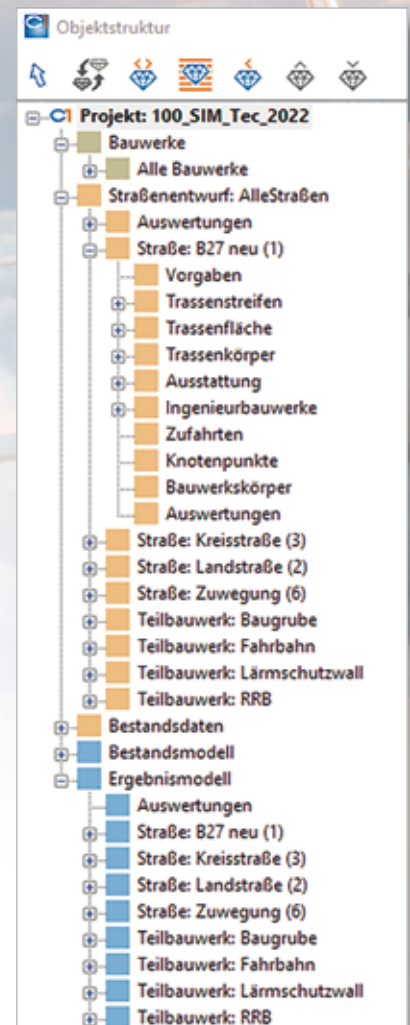 Objektstruktur
Projekt: 100_SIM_Tec_2022
Bauwerke
Alle Bauwerke
Straßenentwurf: AlleStraßen
Auswertungen
Straße: B27 neu (1)
Vorgaben
Trassenstreifen
Trassenfläche
Trassenkörper
Ausstattung
Ingenieurbauwerke
Zufahrten
Knotenpunkte
Bauwerkskörper
Auswertungen
Straße: Kreisstraße (3)
Straße: Landstraße (2)
Straße: Zuwegung (6)
Teilbauwerk: Baugrube
Teilbauwerk: Fahrbahn
Teilbauwerk: Lärmschutzwall
Teilbauwerk: RRB
Bestandsdaten
Bestandsmodell
Ergebnismodell
Auswertungen
Straße: B27 neu (1)
Straße: Kreisstraße (3)
Straße: Landstraße (2)
Straße: Zuwegung (6)
Teilbauwerk: Baugrube
Teilbauwerk: Fahrbahn
Teilbauwerk: Lärmschutzwall
Teilbauwerk: RRB